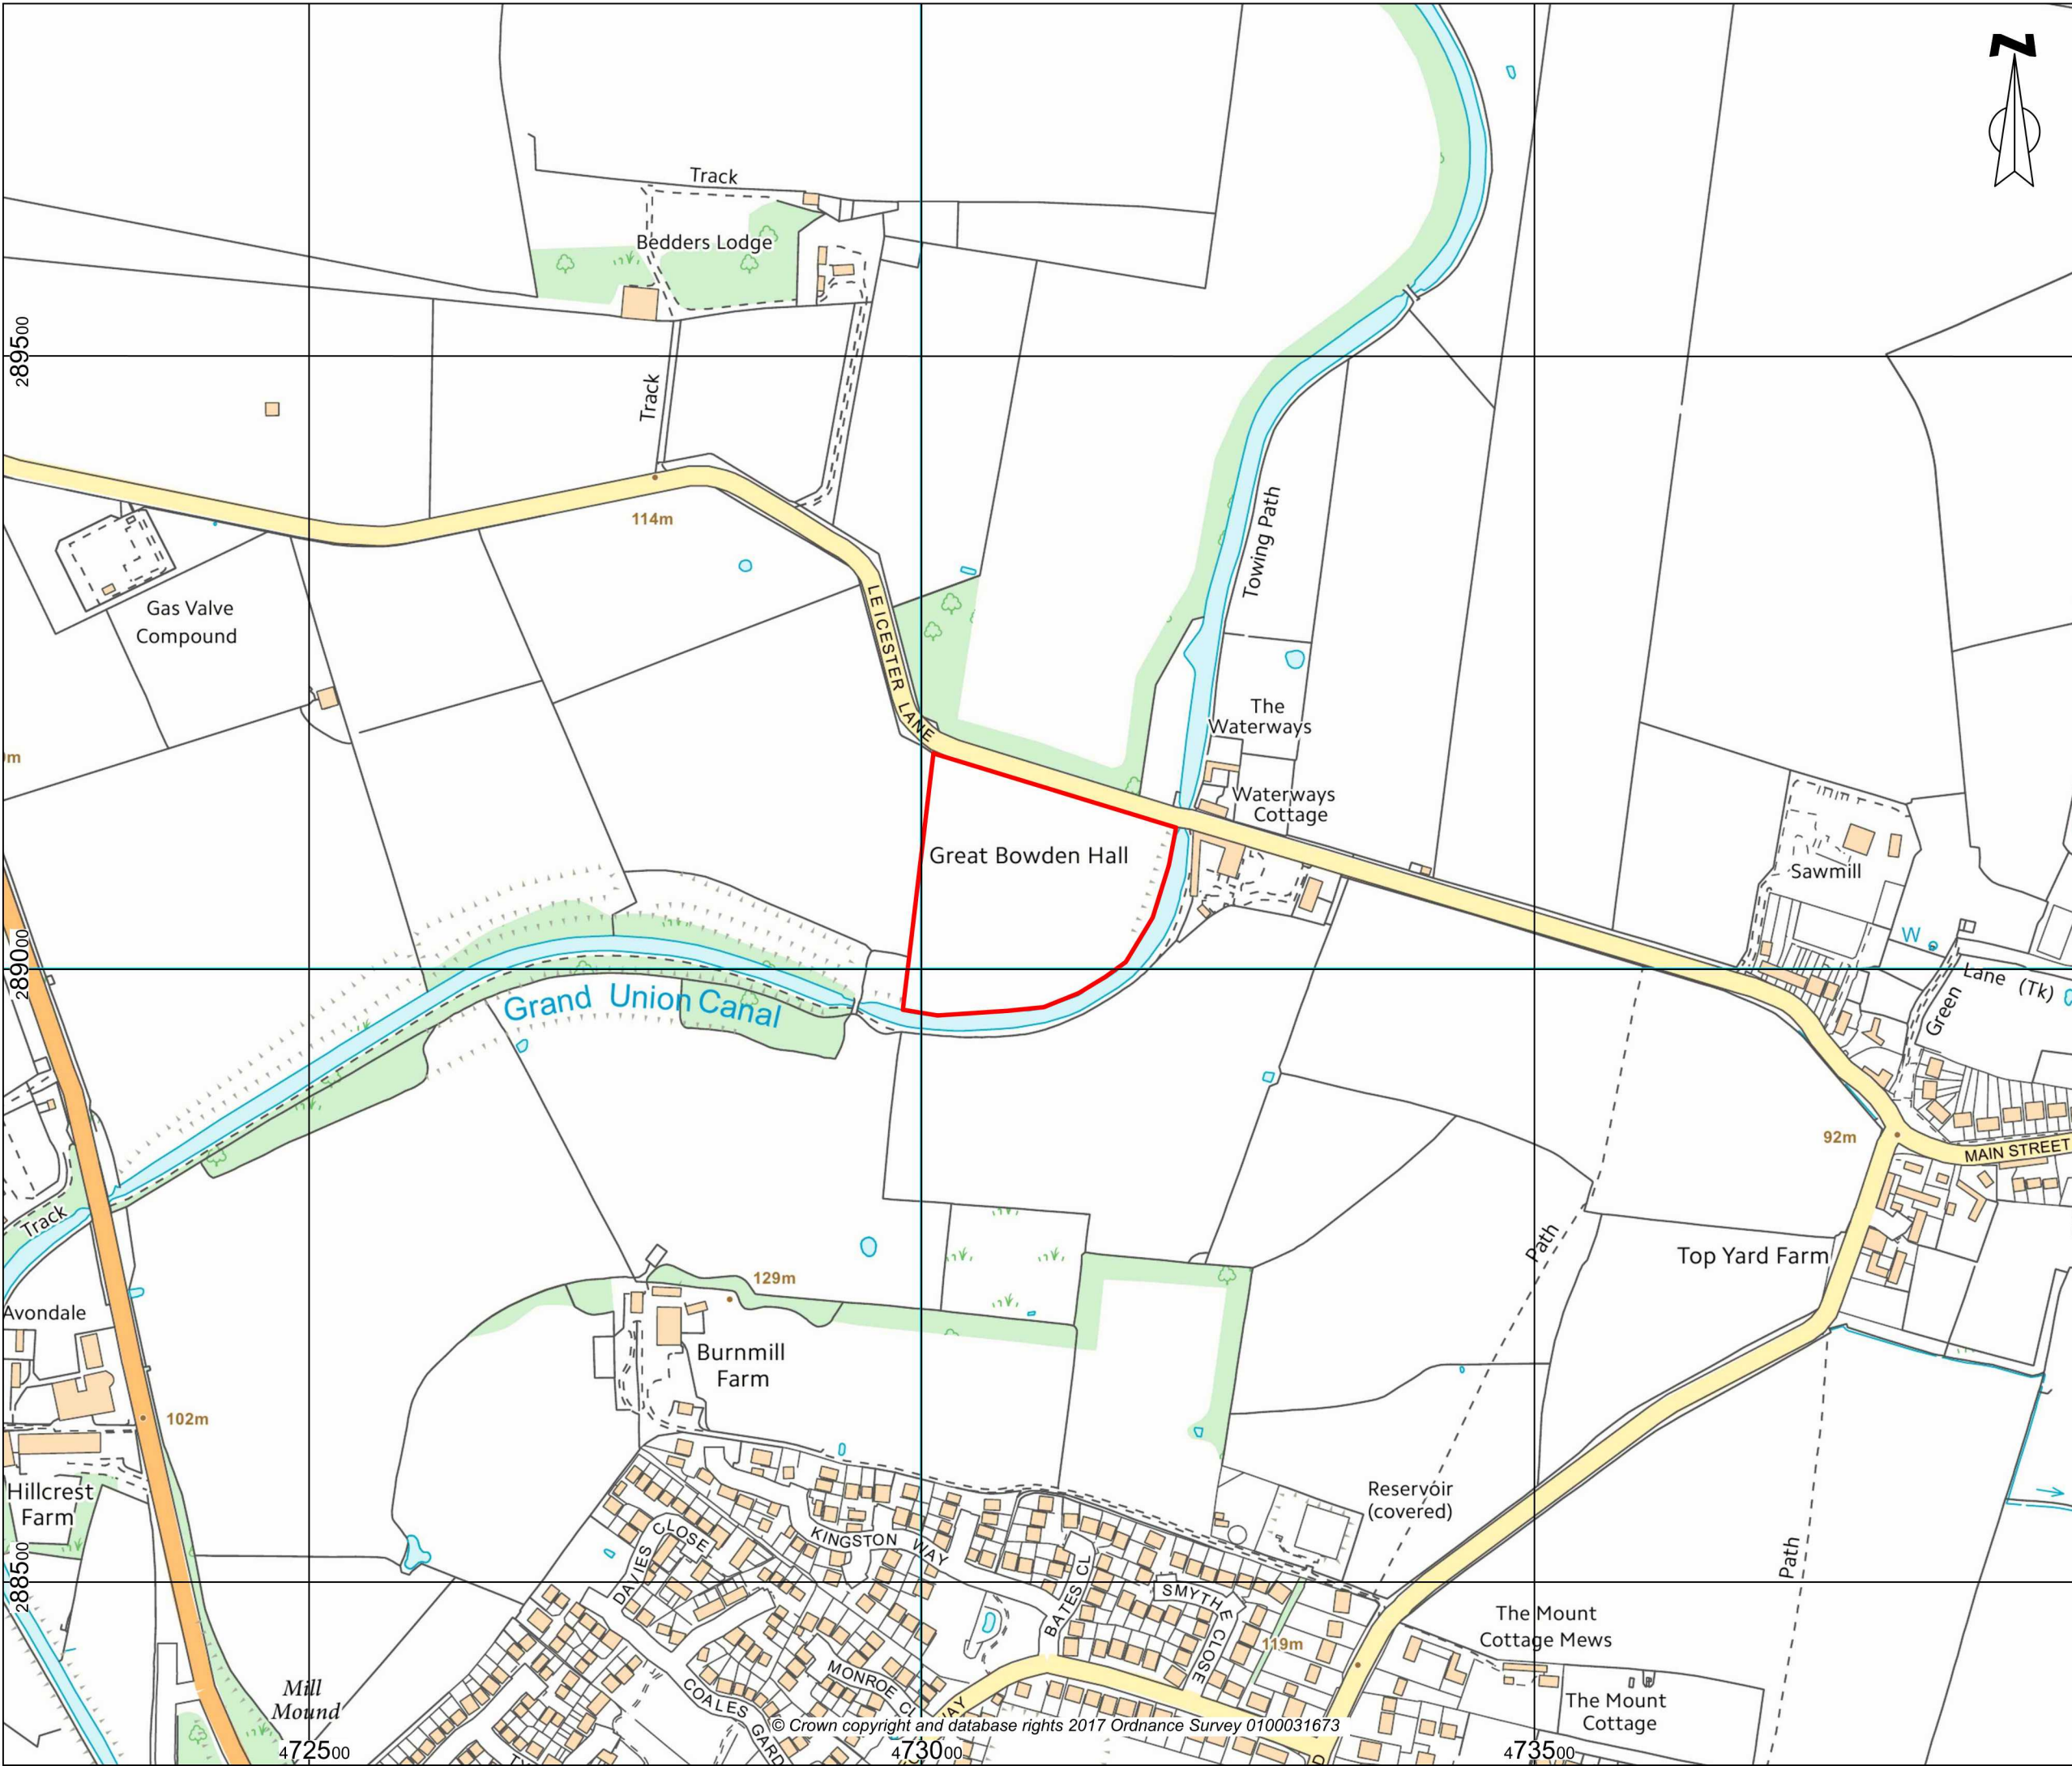 N
Track
Bedders Lodge
Track
289500
114m
Towing Path
Gas Valve
Compound
LEICESTER LANE
The
Waterways
Waterways
Cottage
Great Bowden Hall
Sawmill
W
289000
Grand Union Canal
Green
Lane (Tk)
92m
MAIN STREET
Track
Path
Top Yard Farm
129m
Avondale
Burnmill
Farm
102m
Hillcrest
Farm
Reservoir
(covered)
KINGSTON WAY
DAVIES CLOSE
BATES CL
SMYTHE CLOSE
Path
288500
119m
The Mount
Cottage Mews
MONROE CL
COALES GARD
Mill
Mound
The Mount
Cottage
© Crown copyright and database rights 2017 Ordnance Survey 0100031673
472500
473000
473500